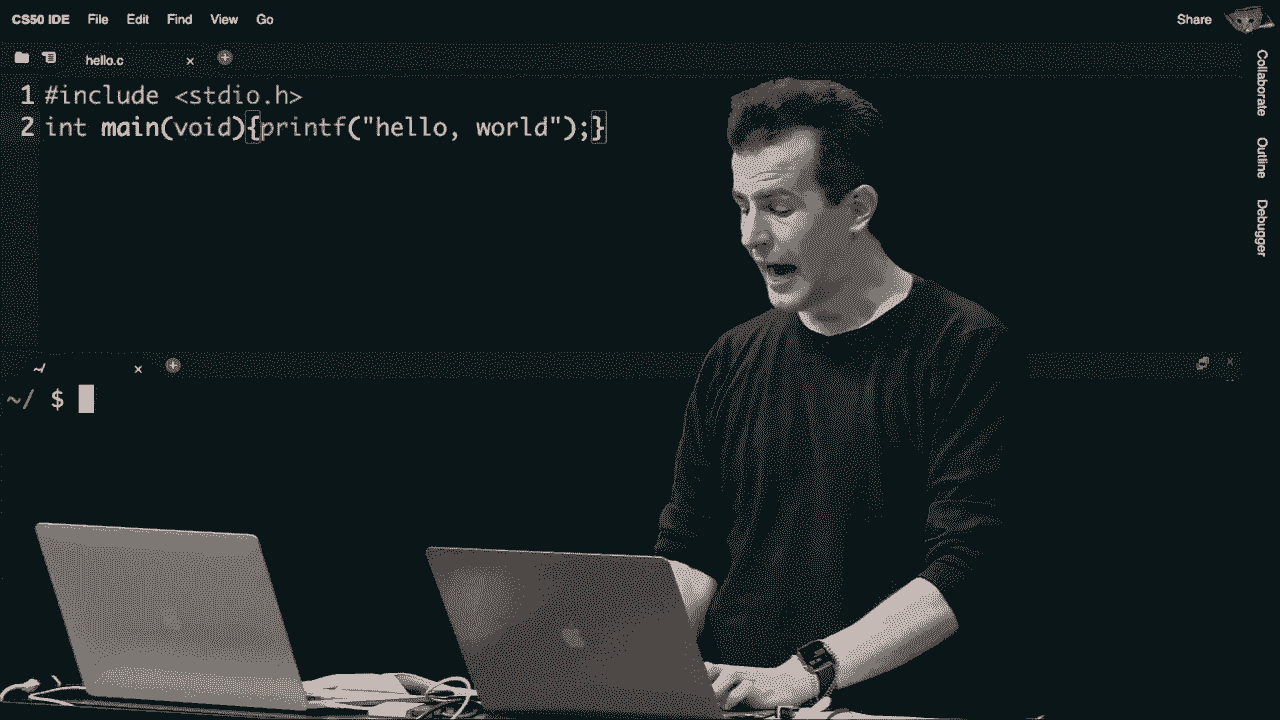 CS50 IDE File Edit Find View Go Share
hello.c
1 #include <stdio.h>
2 int main(void){printf("hello, world");}
Collaborate
Outline
Debugger
~/
~/ $